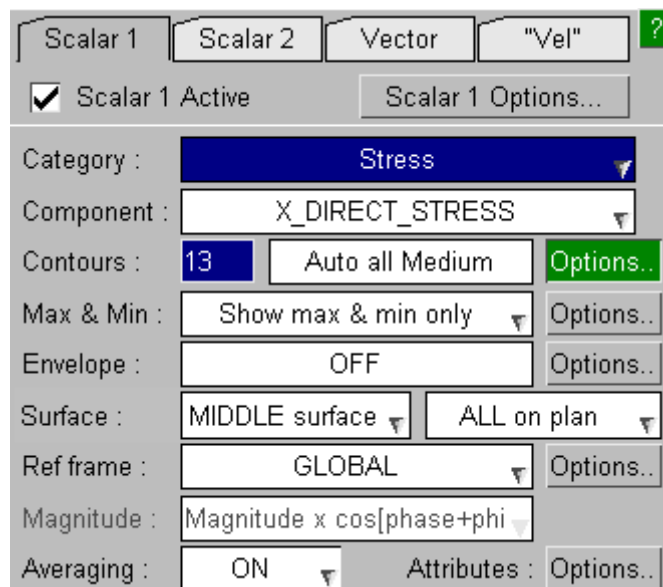 Scalar 1 Scalar 2 Vector "Vel" ?
Scalar 1 Active Scalar 1 Options...
Category : Stress
Component : X_DIRECT_STRESS
Contours : 13 Auto all Medium Options..
Max & Min : Show max & min only Options..
Envelope : OFF Options..
Surface : MIDDLE surface ALL on plan
Ref frame : GLOBAL Options..
Magnitude : Magnitude x cos[phase+phi
Averaging : ON Attributes : Options..